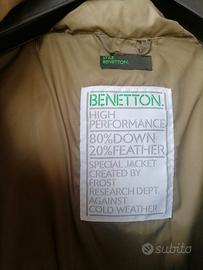 STAR
BENETTON.
BENETTON.
HIGH
PERFORMANCE
80%DOWN
20%FEATHER.
SPECIAL JACKET
CREATED BY
FROST
RESEARCH DEPT.
AGAINST
COLD WEATHER.
subito